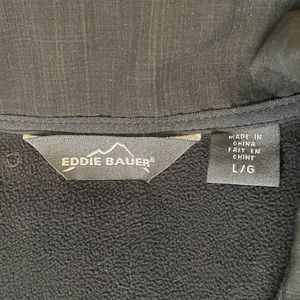 EDDIE BAUER®
MADE IN
CHINA
FAIT EN
CHINE
L/G